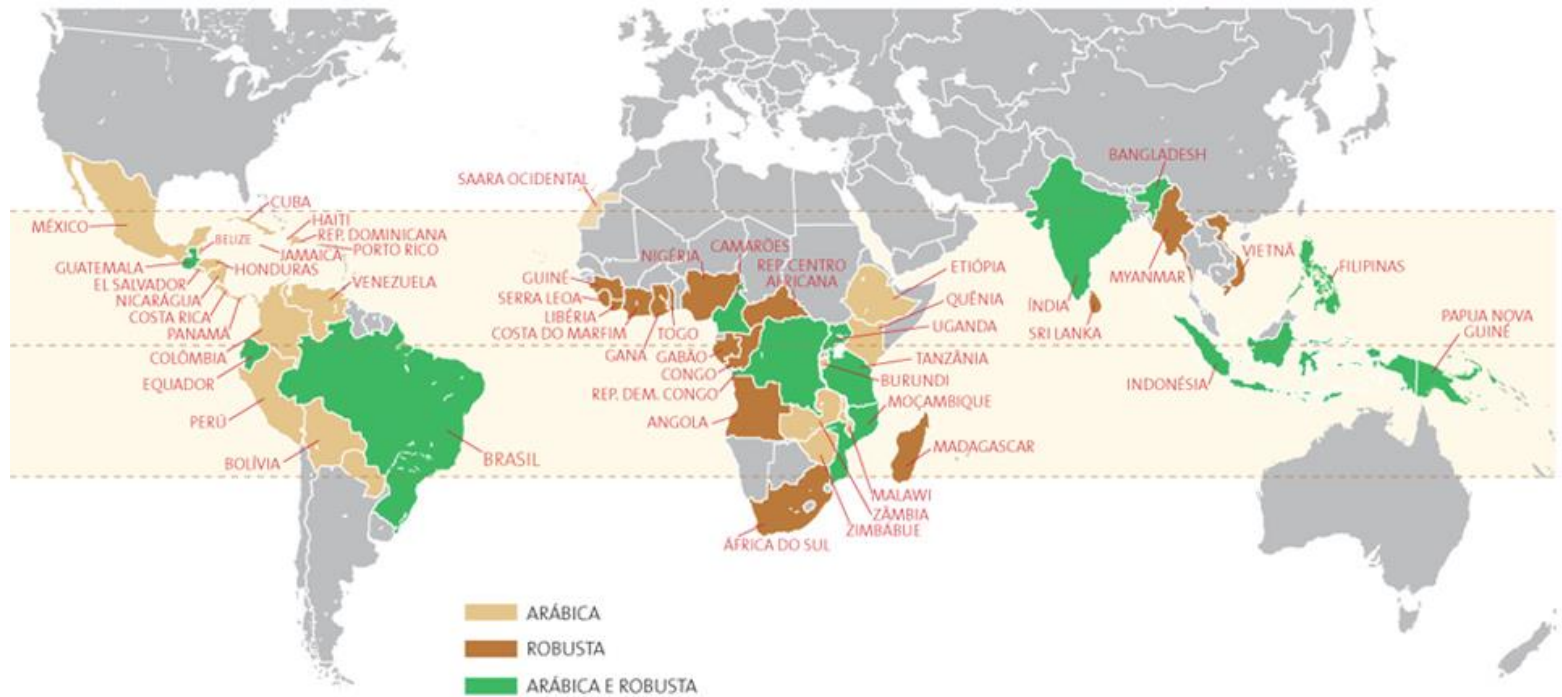 BANGLADESH
SAARA OCIDENTAL
CUBA
MÉXICO
HAITI
REP. DOMINICANA
BELIZE
PORTO RICO
JAMAICA
GUATEMALA
HONDURAS
EL SALVADOR
VENEZUELA
NICARÁGUA
COSTA RICA
PANAMÁ
COLÔMBIA
EQUADOR
PERÚ
BOLÍVIA
BRASIL
NIGÉRIA
CAMARÕES
REP. CENTRO
AFRICANA
GUINÉ
SERRA LEOA
LIBÉRIA
COSTA DO MARFIM
TOGO
GANA
GABÃO
CONGO
REP. DEM. CONGO
ANGOLA
ETIÓPIA
QUÊNIA
UGANDA
TANZÂNIA
BURUNDI
MOÇAMBIQUE
MADAGASCAR
MALAWI
ZÂMBIA
ZIMBÁBUE
ÁFRICA DO SUL
MYANMAR
VIETNÃ
FILIPINAS
ÍNDIA
SRI LANKA
INDONÉSIA
PAPUA NOVA
GUINÉ
ARÁBICA
ROBUSTA
ARÁBICA E ROBUSTA